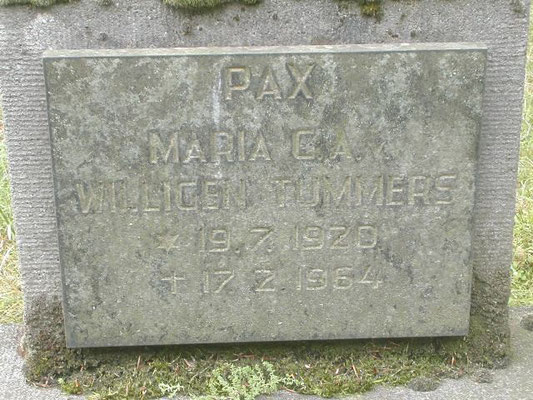 PAX
MARIA C.A.
WILLIGEN TUMMERS
* 19.7.1920
+ 17.2.1964